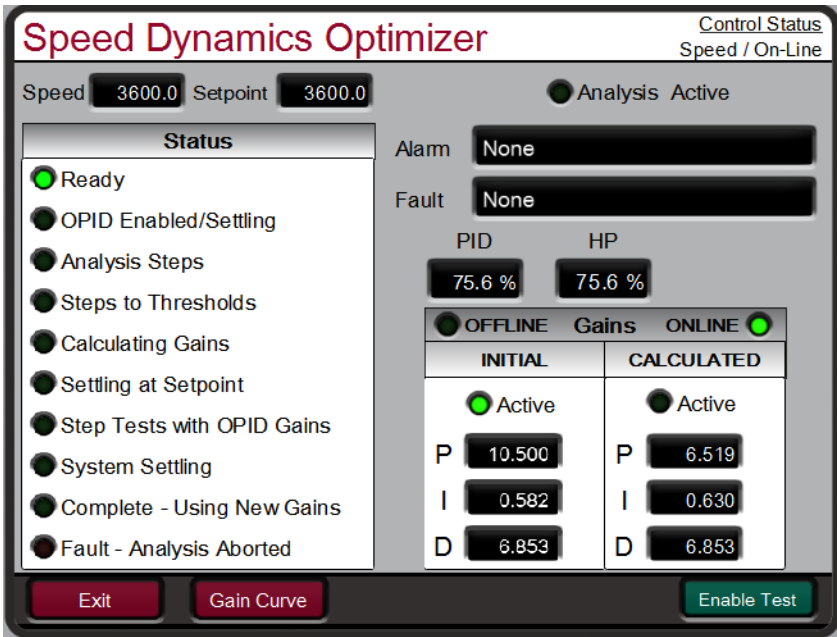 Speed Dynamics Optimizer
Control Status
Speed / On-Line
Speed 3600.0 Setpoint 3600.0
Analysis Active
Status
Ready
OPID Enabled/Settling
Analysis Steps
Steps to Thresholds
Calculating Gains
Settling at Setpoint
Step Tests with OPID Gains
System Settling
Complete - Using New Gains
Fault - Analysis Aborted
Alarm None
Fault None
PID HP
75.6 % 75.6 %
OFFLINE Gains ONLINE
INITIAL CALCULATED
Active Active
P 10.500 P 6.519
I 0.582 I 0.630
D 6.853 D 6.853
Exit Gain Curve Enable Test